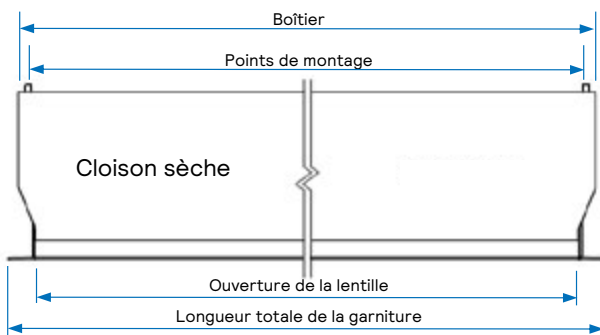 Boîtier
Points de montage
Cloison sèche
Ouverture de la lentille
Longueur totale de la garniture